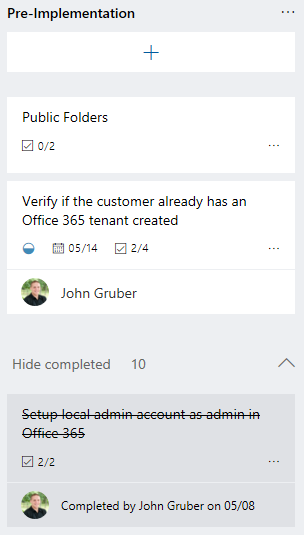 Pre-Implementation
Public Folders
0/2
Verify if the customer already has an
Office 365 tenant created
05/14 2/4
John Gruber
Hide completed 10
Setup local admin account as admin in
Office 365
2/2
Completed by John Gruber on 05/08